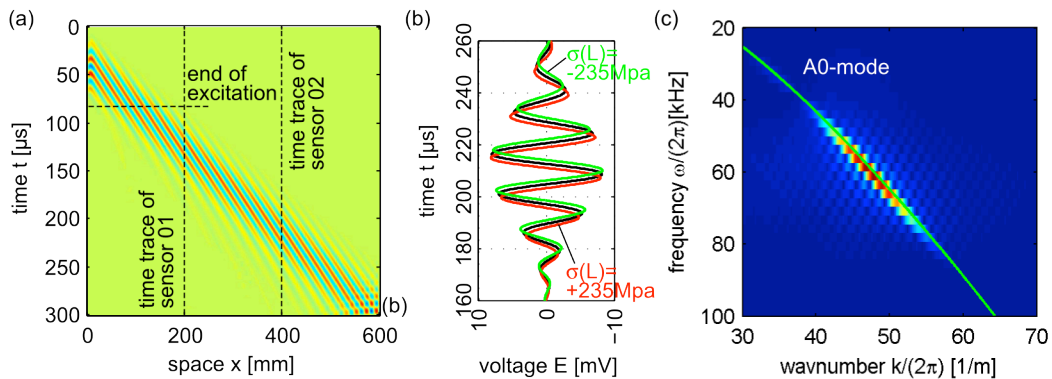 (a)
0
50
100
150
200
250
300
time t [µs]
0
200
400
600
space x [mm]
end of
excitation
time trace of
sensor 01
time trace of
sensor 02
(b)
(b)
260
240
220
200
180
160
time t [µs]
10
0
-10
voltage E [mV]
σ(L)=
-235Mpa
σ(L)=
+235Mpa
(c)
20
40
60
80
100
frequency ω/(2π)[kHz]
A0-mode
30
40
50
60
70
wavnumber k/(2π) [1/m]